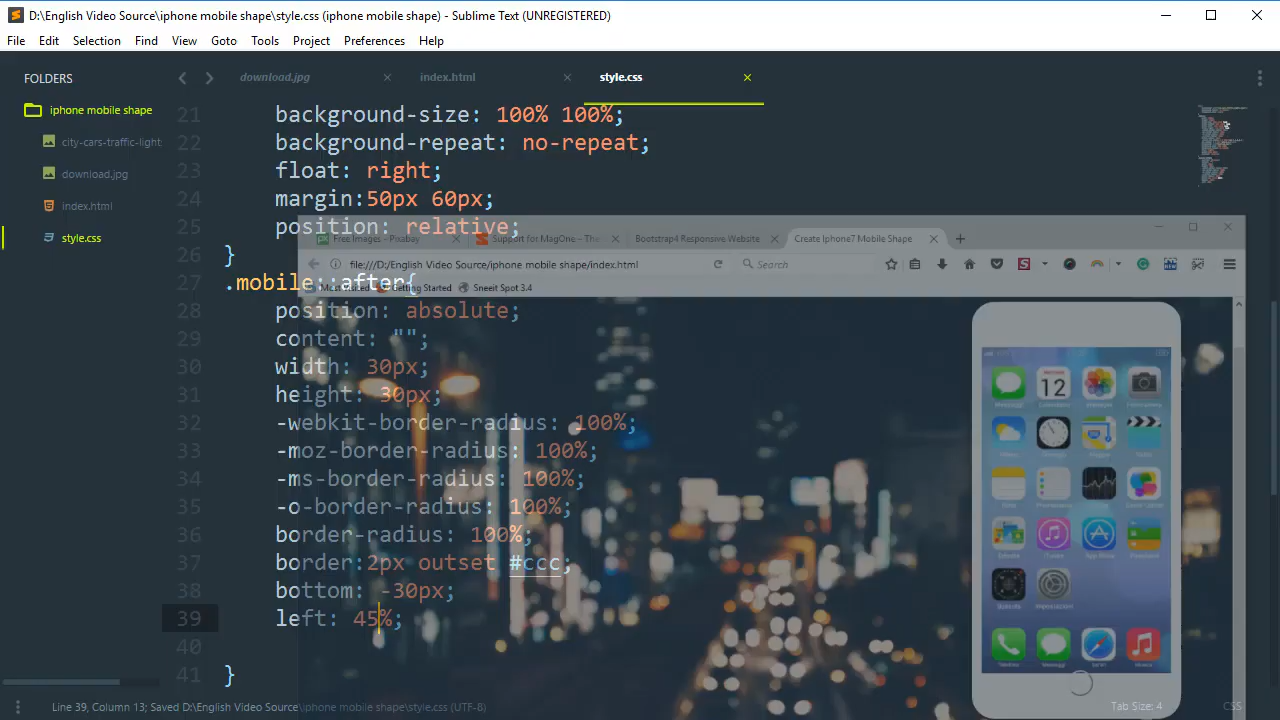 D:\English Video Source\iphone mobile shape\style.css (iphone mobile shape) - Sublime Text (UNREGISTERED)
File Edit Selection Find View Goto Tools Project Preferences Help
FOLDERS
download.jpg
index.html
style.css
iphone mobile shape
city-cars-traffic-light
download.jpg
index.html
style.css
21 background-size: 100% 100%;
22 background-repeat: no-repeat;
23 float: right;
24 margin:50px 60px;
25 position: relative;
26 }
27 .mobile::after{
28 position: absolute;
29 content: "";
30 width: 30px;
31 height: 30px;
32 -webkit-border-radius: 100%;
33 -moz-border-radius: 100%;
34 -ms-border-radius: 100%;
35 -o-border-radius: 100%;
36 border-radius: 100%;
37 border:2px outset #ccc;
38 bottom: -30px;
39 left: 45%;
40
41 }
Free Images - Pixabay
Support for MagOne - The
Bootstrap4 Responsive Website
Create Iphone7 Mobile Shape
file:///D:/English Video Source/iphone mobile shape/index.html
Search
Most Visited Getting Started Sneeit Spot 3.4
12
Line 39, Column 13; Saved D:\English Video Source\iphone mobile shape\style.css (UTF-8)
Tab Size: 4
CSS